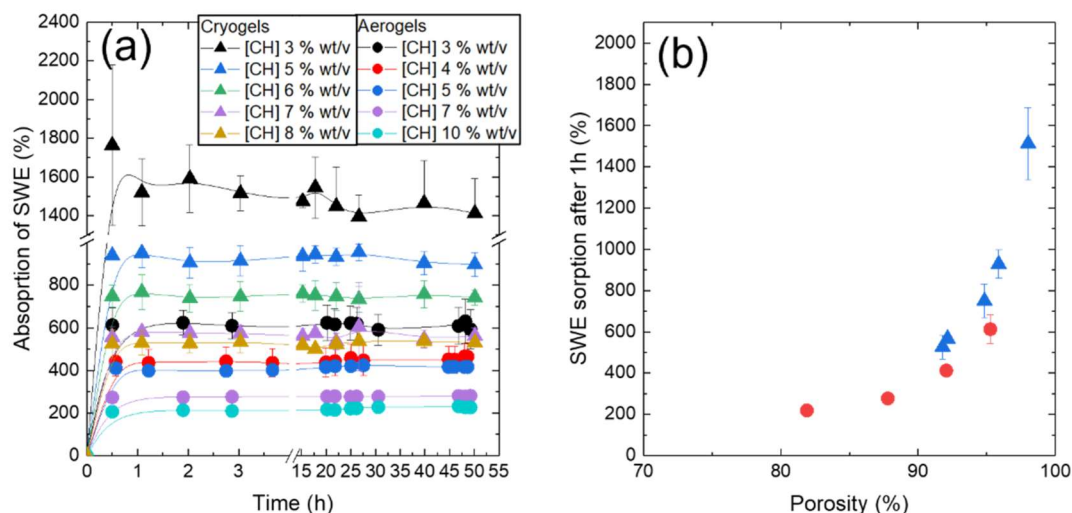 (a)
Cryogels Aerogels
[CH] 3 % wt/v [CH] 3 % wt/v
[CH] 5 % wt/v [CH] 4 % wt/v
[CH] 6 % wt/v [CH] 5 % wt/v
[CH] 7 % wt/v [CH] 7 % wt/v
[CH] 8 % wt/v [CH] 10 % wt/v
2400
2200
2000
1800
1600
1400
800
600
400
200
0
Absoprtion of SWE (%)
0 1 2 3 15 20 25 30 35 40 45 50 55
Time (h)
(b)
2000
1800
1600
1400
1200
1000
800
600
400
200
0
SWE sorption after 1h (%)
70 80 90 100
Porosity (%)